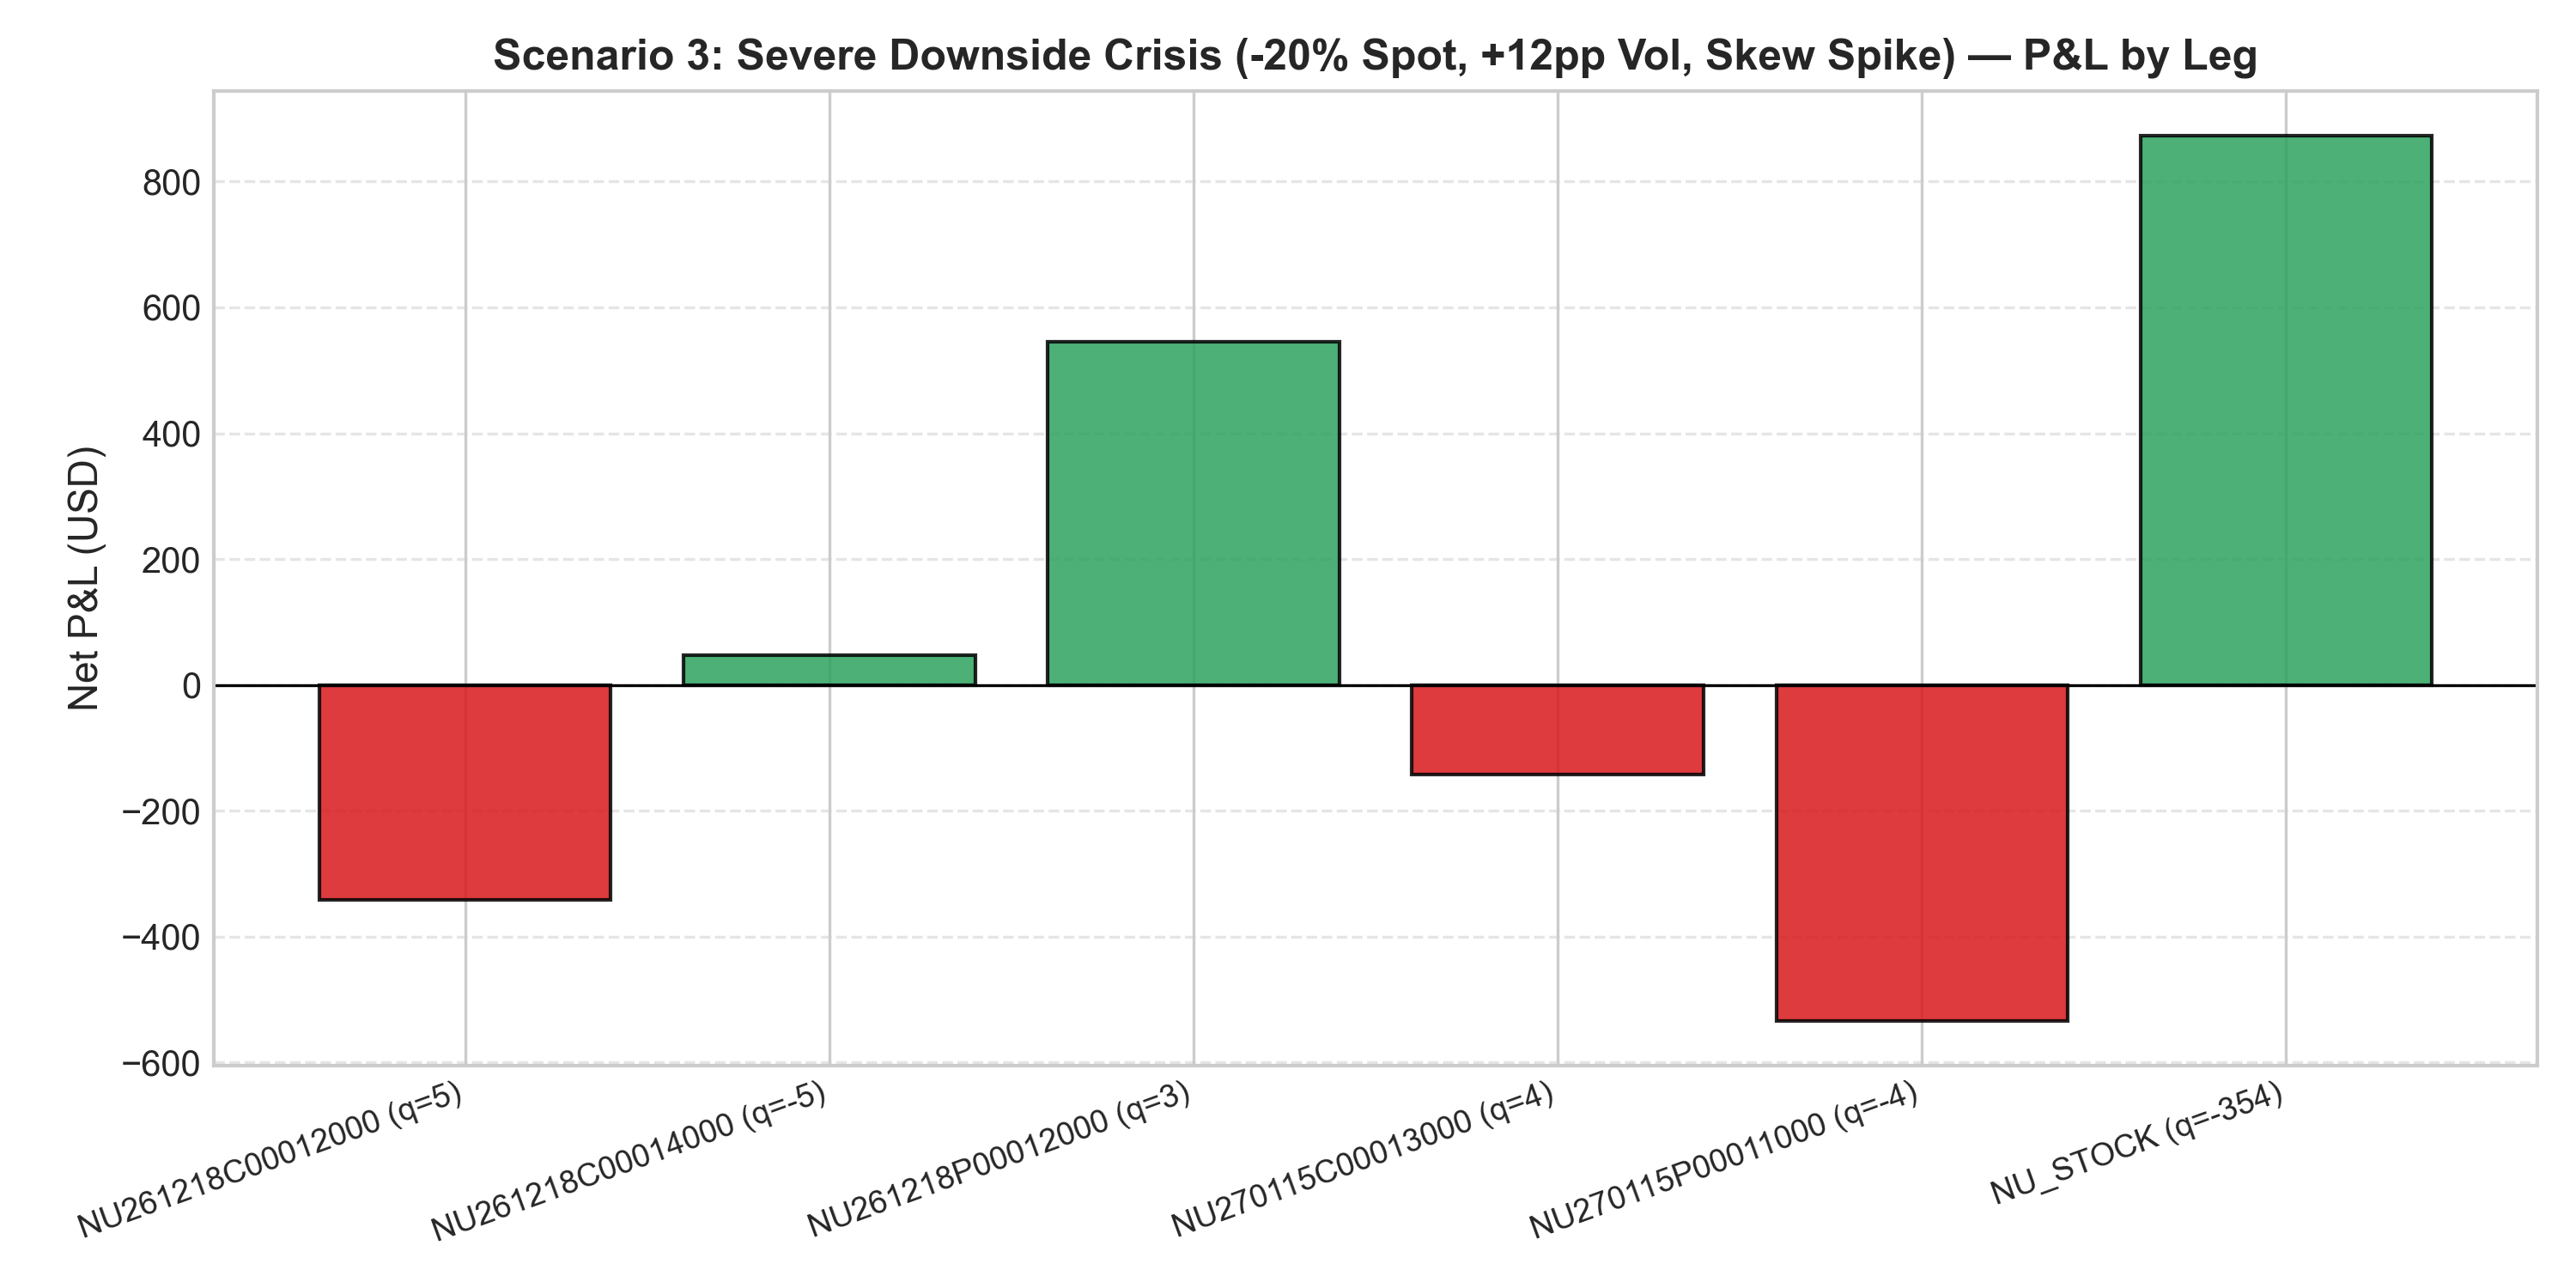 Scenario 3: Severe Downside Crisis (-20% Spot, +12pp Vol, Skew Spike) — P&L by Leg
Net P&L (USD)
800
600
400
200
0
−200
−400
−600
NU261218C00012000 (q=5)
NU261218C00014000 (q=-5)
NU261218P00012000 (q=3)
NU270115C00013000 (q=4)
NU270115P00011000 (q=-4)
NU_STOCK (q=-354)